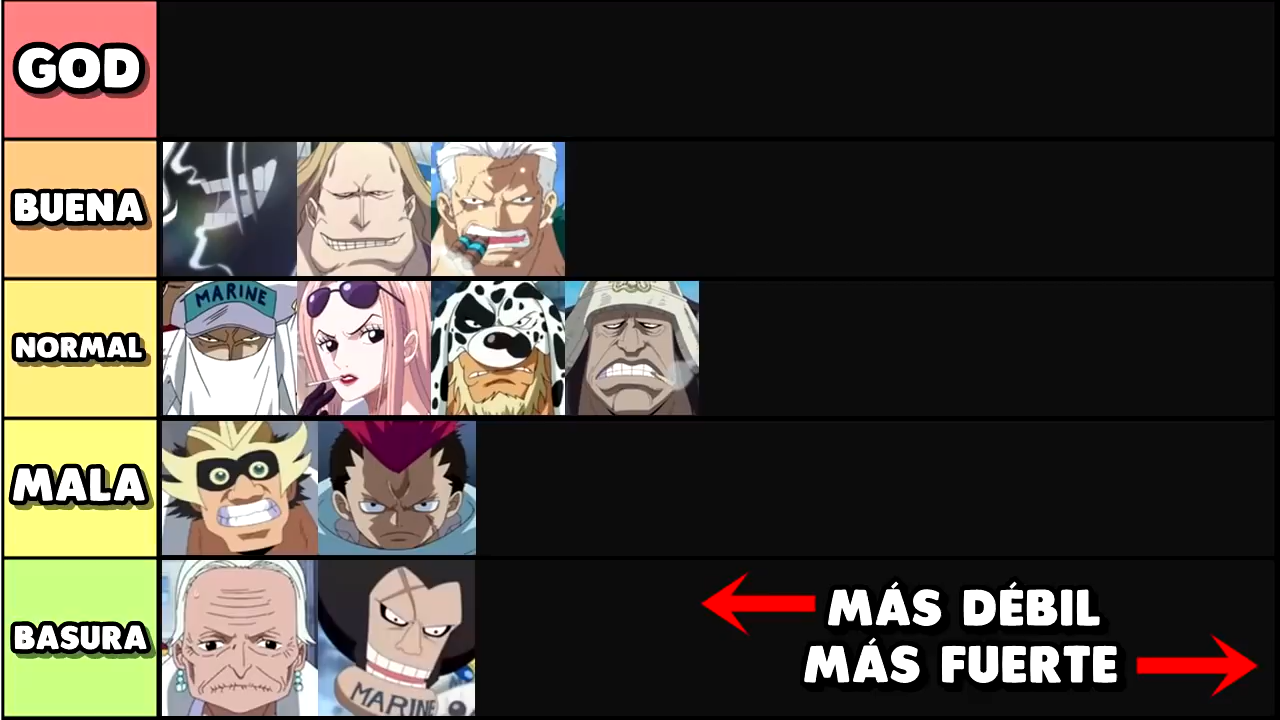 GOD
BUENA
MARINE
NORMAL
MALA
BASURA
MARINE
MÁS DÉBIL
MÁS FUERTE